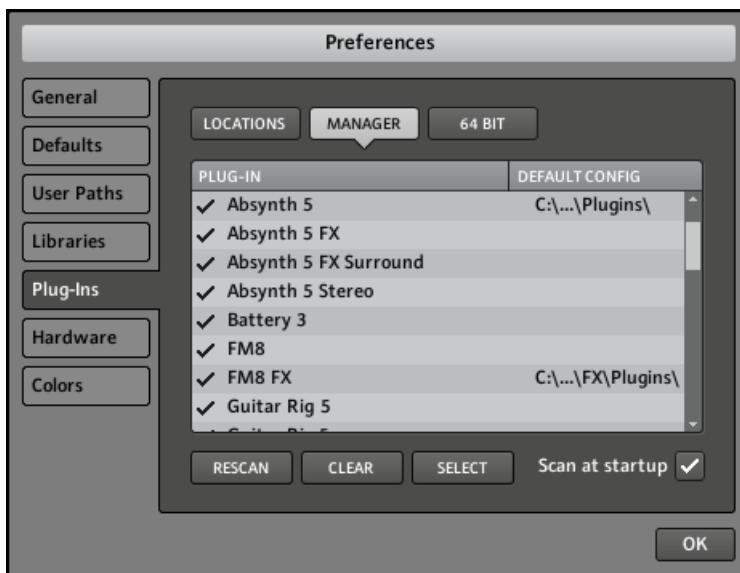 Preferences
General
Defaults
User Paths
Libraries
Plug-Ins
Hardware
Colors
LOCATIONS MANAGER 64 BIT
PLUG-IN DEFAULT CONFIG
Absynth 5 C:\...\Plugins\
Absynth 5 FX
Absynth 5 FX Surround
Absynth 5 Stereo
Battery 3
FM8
FM8 FX C:\...\FX\Plugins\
Guitar Rig 5
RESCAN CLEAR SELECT Scan at startup
OK